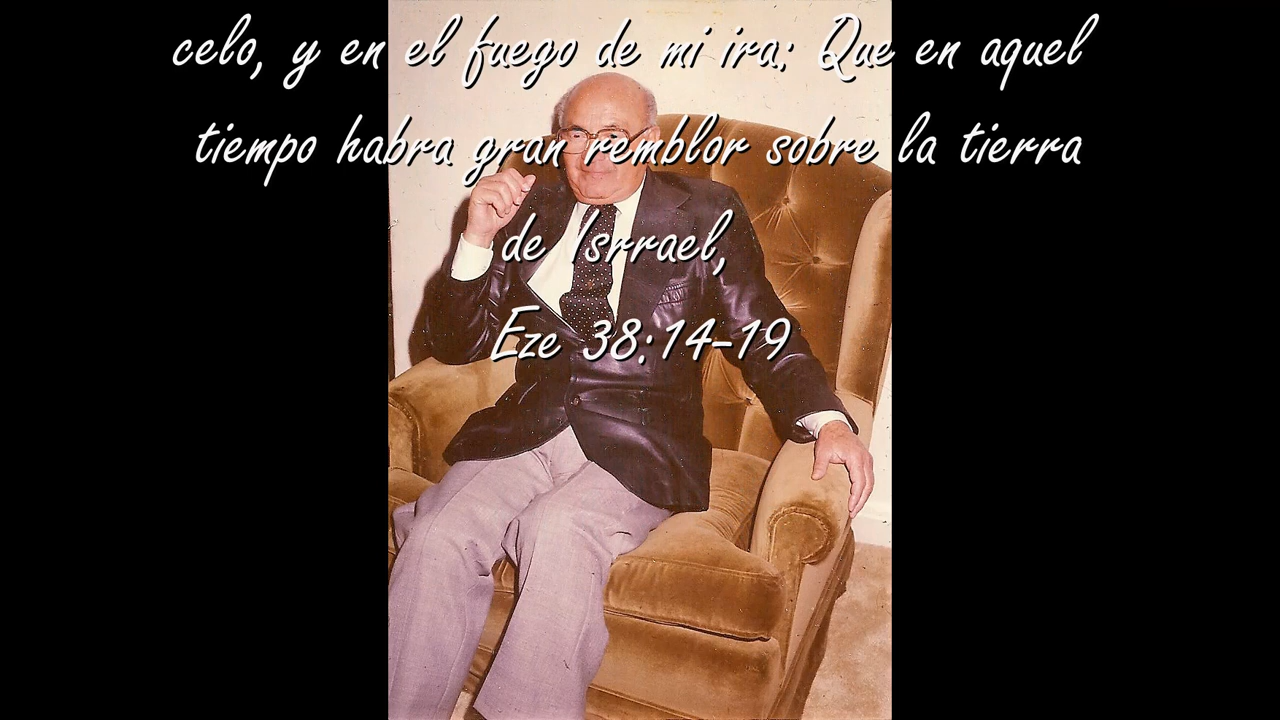 celo, y en el fuego de mi ira: Que en aquel
tiempo habra gran remblor sobre la tierra
de Isrrael,
Eze 38:14-19